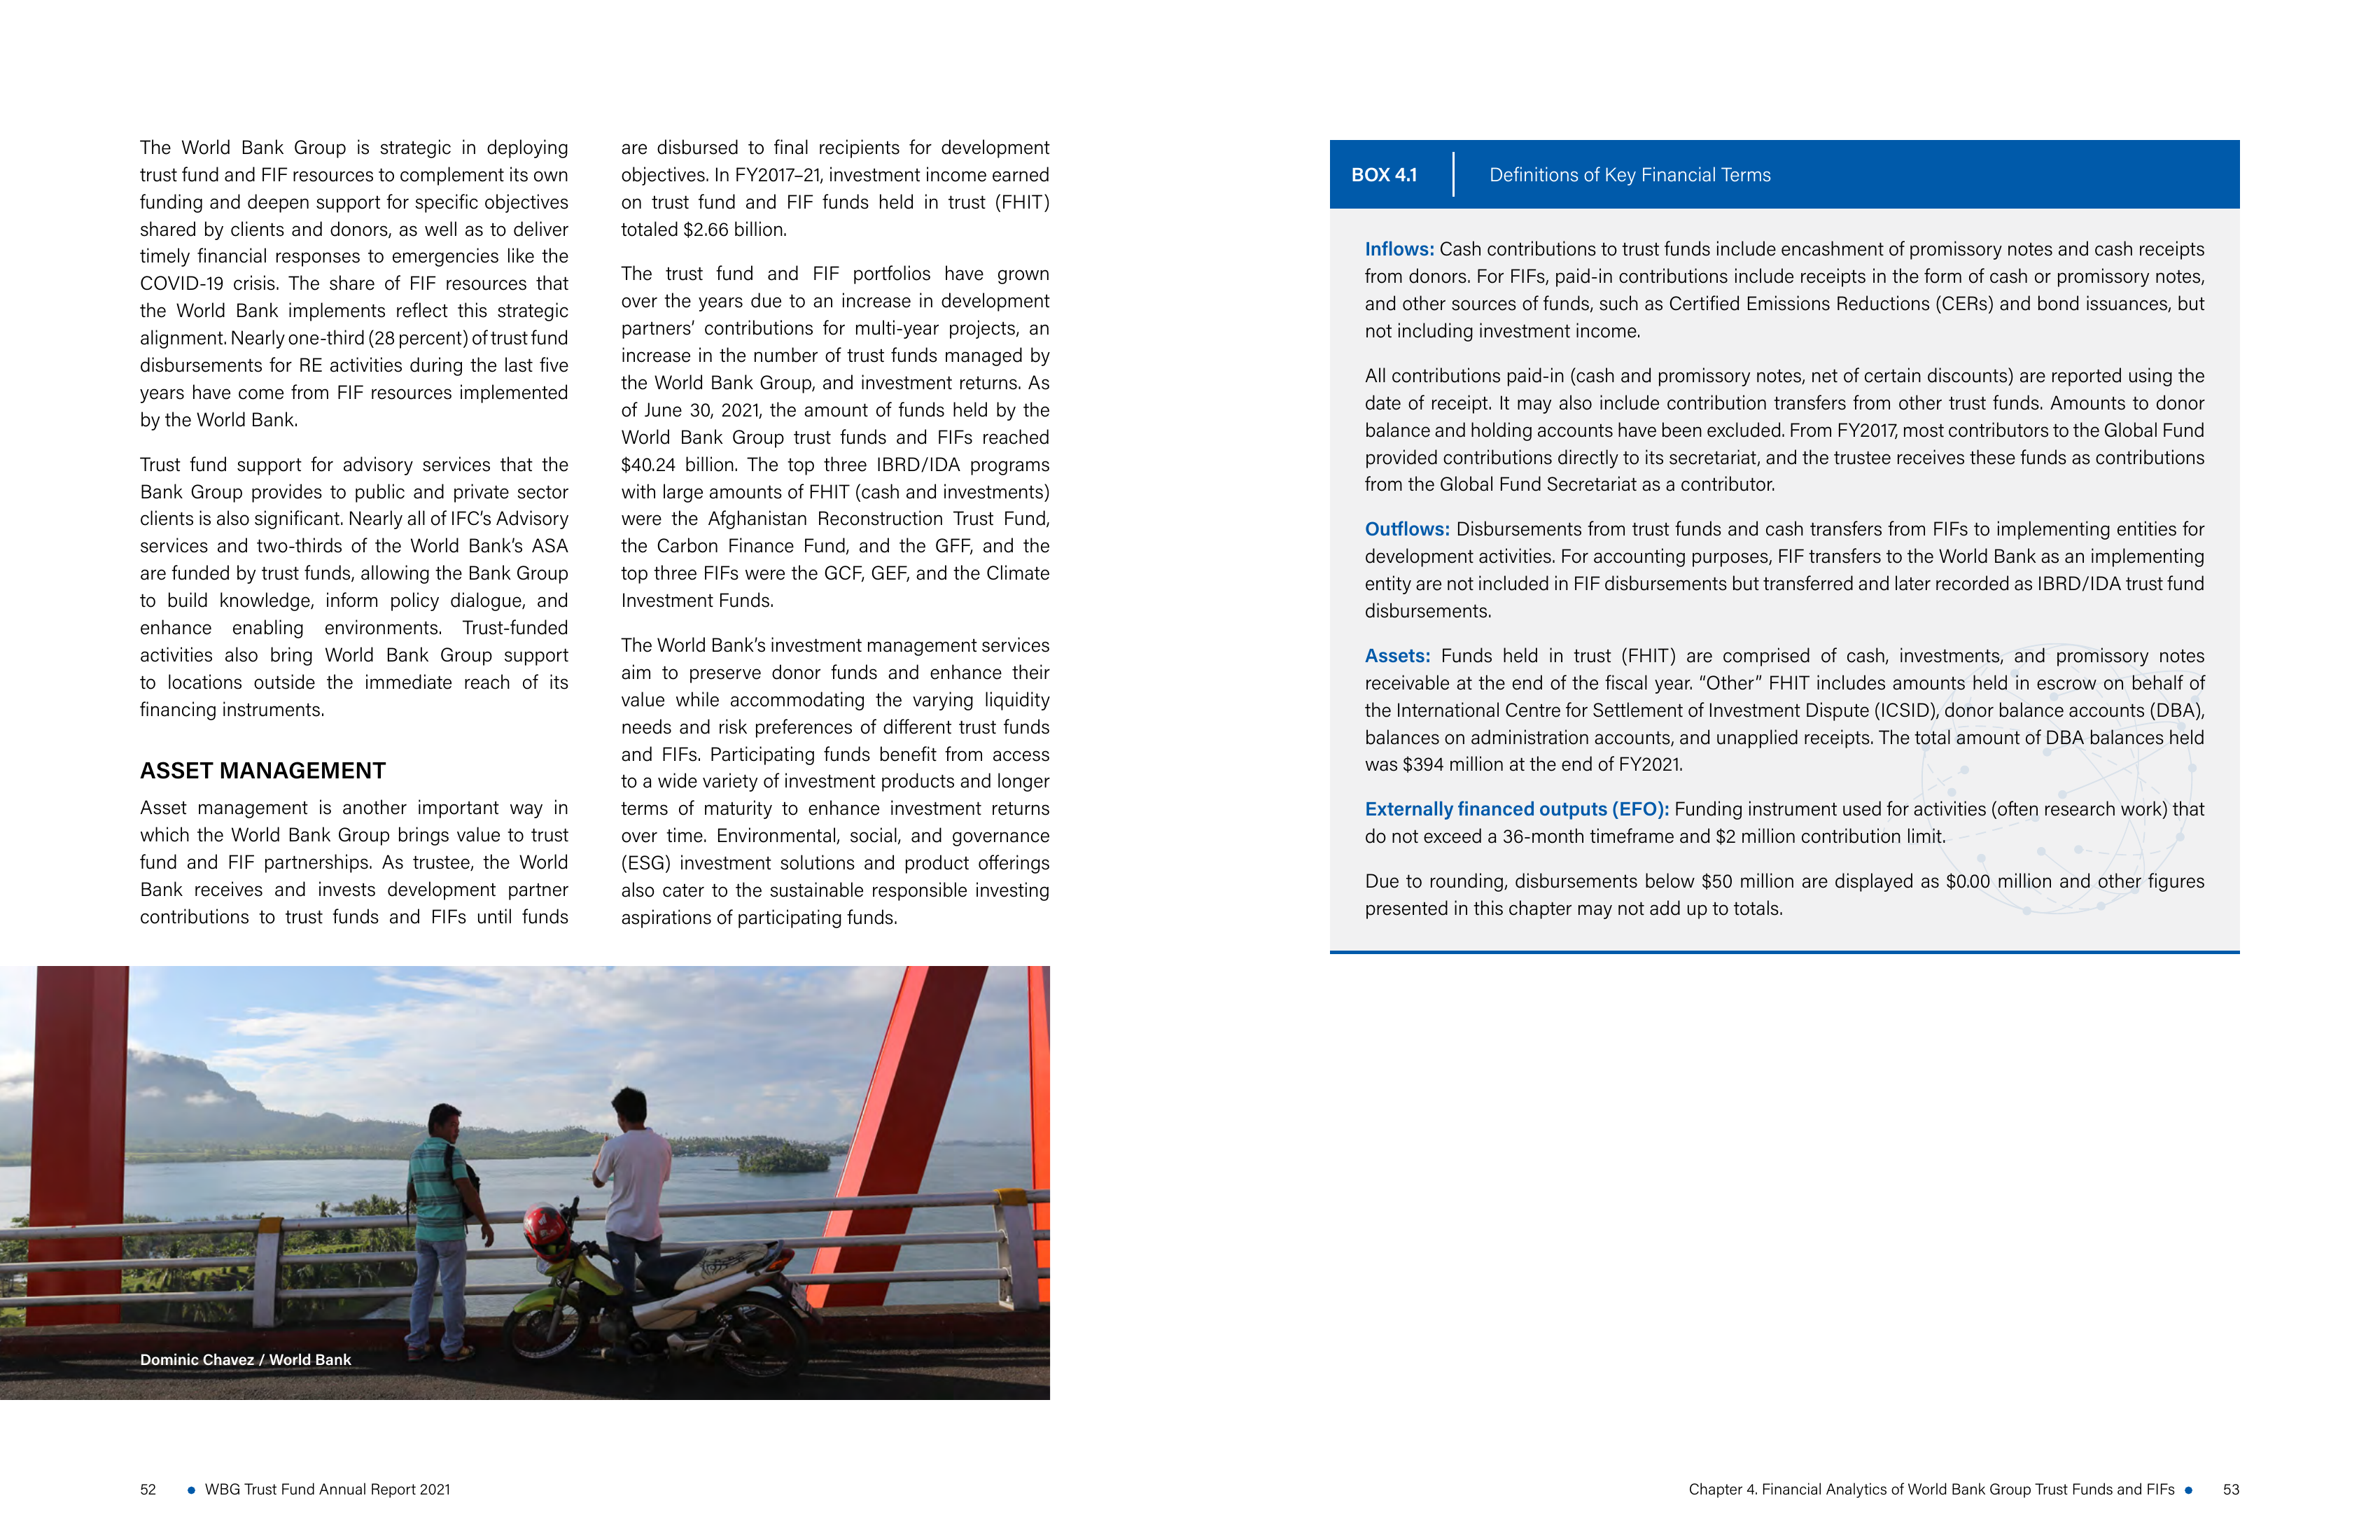 The World Bank Group is strategic in deploying
trust fund and FIF resources to complement its own
funding and deepen support for specific objectives
shared by clients and donors, as well as to deliver
timely financial responses to emergencies like the
COVID-19 crisis. The share of FIF resources that
the World Bank implements reflect this strategic
alignment. Nearly one-third (28 percent) of trust fund
disbursements for RE activities during the last five
years have come from FIF resources implemented
by the World Bank.
Trust fund support for advisory services that the
Bank Group provides to public and private sector
clients is also significant. Nearly all of IFC’s Advisory
services and two-thirds of the World Bank’s ASA
are funded by trust funds, allowing the Bank Group
to build knowledge, inform policy dialogue, and
enhance enabling environments. Trust-funded
activities also bring World Bank Group support
to locations outside the immediate reach of its
financing instruments.
ASSET MANAGEMENT
Asset management is another important way in
which the World Bank Group brings value to trust
fund and FIF partnerships. As trustee, the World
Bank receives and invests development partner
contributions to trust funds and FIFs until funds
are disbursed to final recipients for development
objectives. In FY2017–21, investment income earned
on trust fund and FIF funds held in trust (FHIT)
totaled $2.66 billion.
The trust fund and FIF portfolios have grown
over the years due to an increase in development
partners’ contributions for multi-year projects, an
increase in the number of trust funds managed by
the World Bank Group, and investment returns. As
of June 30, 2021, the amount of funds held by the
World Bank Group trust funds and FIFs reached
$40.24 billion. The top three IBRD/IDA programs
with large amounts of FHIT (cash and investments)
were the Afghanistan Reconstruction Trust Fund,
the Carbon Finance Fund, and the GFF, and the
top three FIFs were the GCF, GEF, and the Climate
Investment Funds.
The World Bank’s investment management services
aim to preserve donor funds and enhance their
value while accommodating the varying liquidity
needs and risk preferences of different trust funds
and FIFs. Participating funds benefit from access
to a wide variety of investment products and longer
terms of maturity to enhance investment returns
over time. Environmental, social, and governance
(ESG) investment solutions and product offerings
also cater to the sustainable responsible investing
aspirations of participating funds.
Dominic Chavez / World Bank
52 • WBG Trust Fund Annual Report 2021
BOX 4.1 Definitions of Key Financial Terms
Inflows: Cash contributions to trust funds include encashment of promissory notes and cash receipts
from donors. For FIFs, paid-in contributions include receipts in the form of cash or promissory notes,
and other sources of funds, such as Certified Emissions Reductions (CERs) and bond issuances, but
not including investment income.
All contributions paid-in (cash and promissory notes, net of certain discounts) are reported using the
date of receipt. It may also include contribution transfers from other trust funds. Amounts to donor
balance and holding accounts have been excluded. From FY2017, most contributors to the Global Fund
provided contributions directly to its secretariat, and the trustee receives these funds as contributions
from the Global Fund Secretariat as a contributor.
Outflows: Disbursements from trust funds and cash transfers from FIFs to implementing entities for
development activities. For accounting purposes, FIF transfers to the World Bank as an implementing
entity are not included in FIF disbursements but transferred and later recorded as IBRD/IDA trust fund
disbursements.
Assets: Funds held in trust (FHIT) are comprised of cash, investments, and promissory notes
receivable at the end of the fiscal year. “Other” FHIT includes amounts held in escrow on behalf of
the International Centre for Settlement of Investment Dispute (ICSID), donor balance accounts (DBA),
balances on administration accounts, and unapplied receipts. The total amount of DBA balances held
was $394 million at the end of FY2021.
Externally financed outputs (EFO): Funding instrument used for activities (often research work) that
do not exceed a 36-month timeframe and $2 million contribution limit.
Due to rounding, disbursements below $50 million are displayed as $0.00 million and other figures
presented in this chapter may not add up to totals.
Chapter 4. Financial Analytics of World Bank Group Trust Funds and FIFs • 53